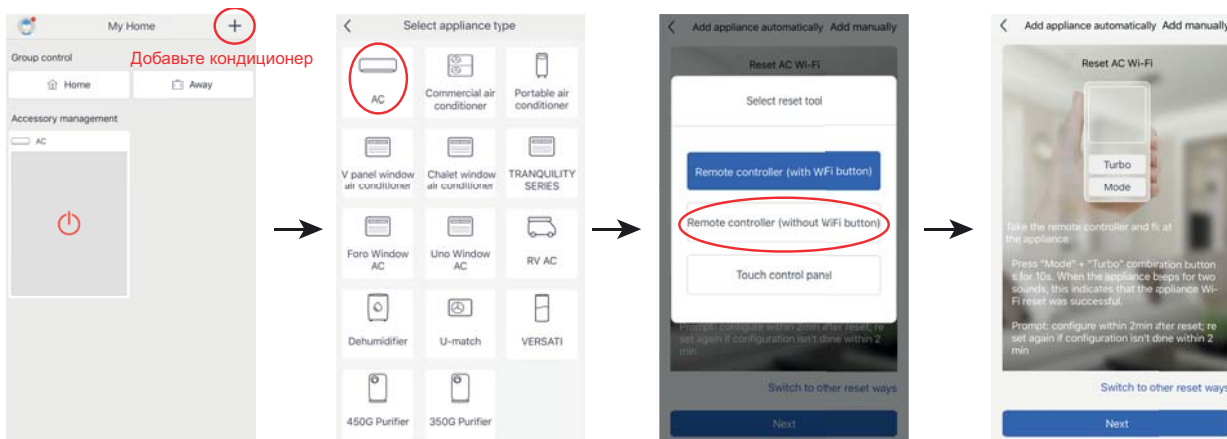 My Home
+
Добавьте кондиционер
Group control
Home
Away
Accessory management
AC
Select appliance type
AC
Commercial air
conditioner
Portable air
conditioner
V panel window
air conditioner
Chalet window
air conditioner
TRANQUILITY
SERIES
Foro Window
AC
Uno Window
AC
RV AC
Dehumidifier
U-match
VERSATI
450G Purifier
350G Purifier
Add appliance automatically Add manually
Reset AC Wi-Fi
Select reset tool
Remote controller (with WFi button)
Remote controller (without WiFi button)
Touch control panel
Prompt: configure within 2min after reset; re
set again if configuration isn't done within 2
min
Switch to other reset ways
Next
Add appliance automatically Add manually
Reset AC Wi-Fi
Turbo
Mode
Take the remote controller and fic at
the appliance
Press "Mode" + "Turbo" combination button
s for 10s. When the appliance beeps for two
sounds, this indicates that the appliance Wi-
Fi reset was successful.
Prompt: configure within 2min after reset; re
set again if configuration isn't done within 2
min
Switch to other reset ways
Next